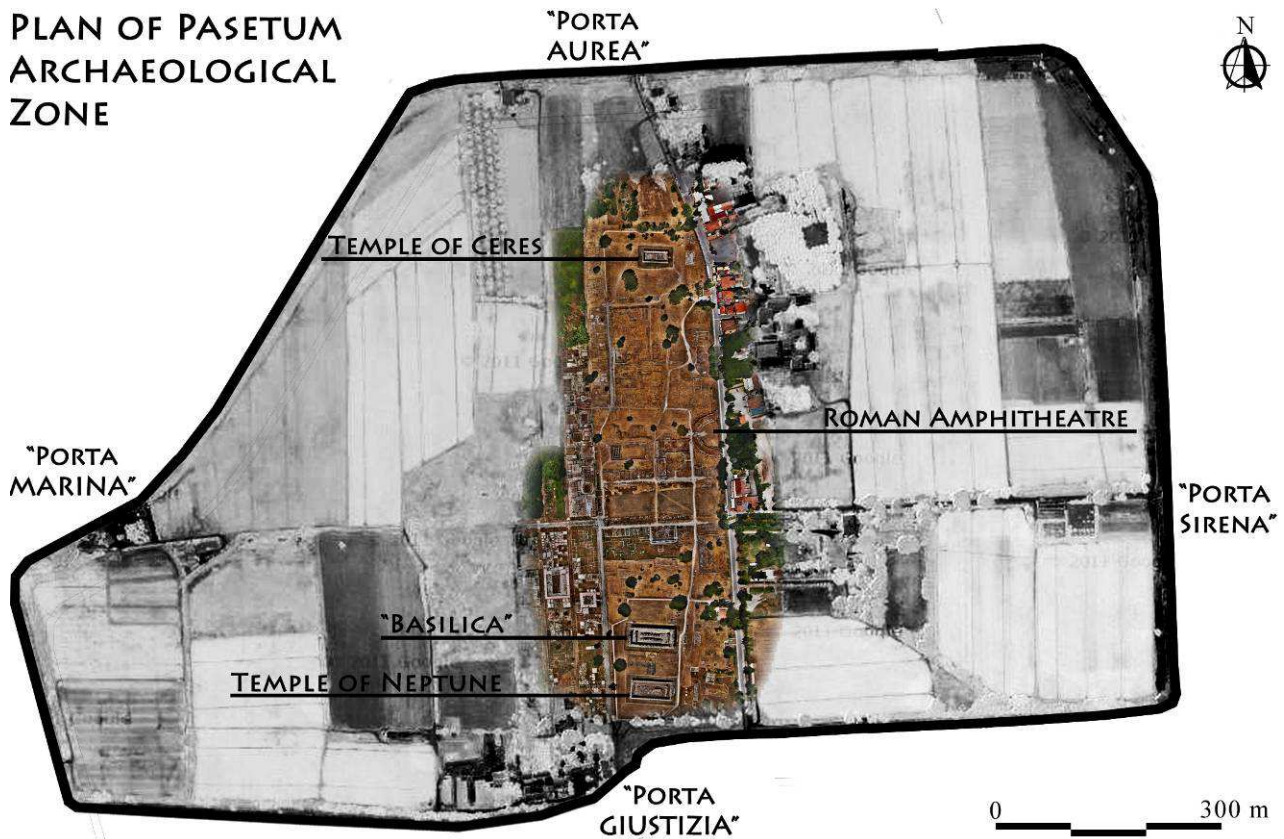 PLAN OF PASETUM
ARCHAEOLOGICAL
ZONE
"PORTA
AUREA"
N
TEMPLE OF CERES
ROMAN AMPHITHEATRE
"PORTA
MARINA"
"PORTA
SIRENA"
"BASILICA"
TEMPLE OF NEPTUNE
"PORTA
GIUSTIZIA"
0 300 m